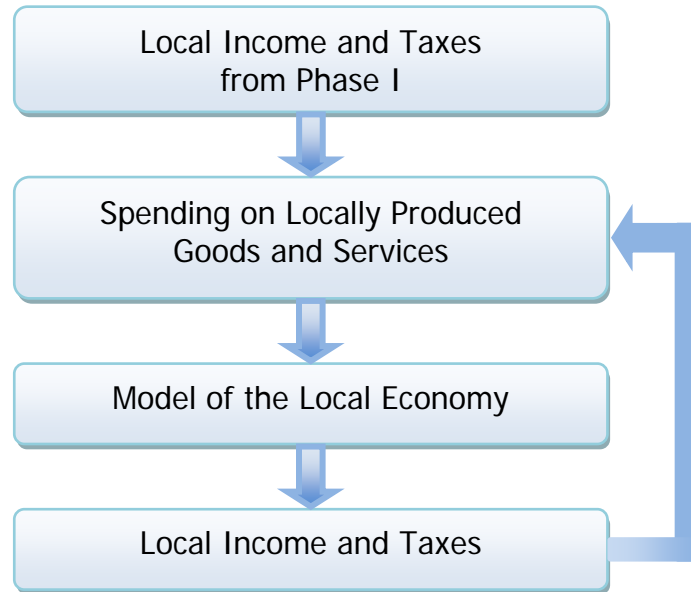 Local Income and Taxes
from Phase I
Spending on Locally Produced
Goods and Services
Model of the Local Economy
Local Income and Taxes